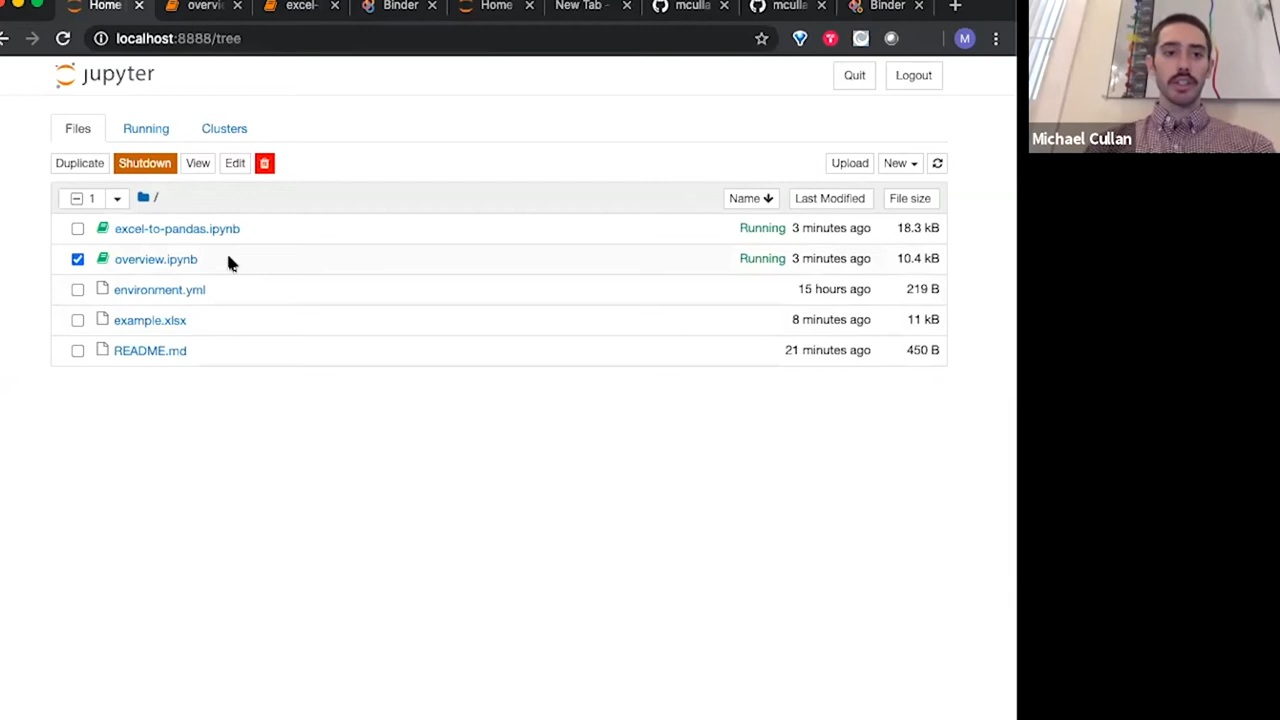 Home overvi excel- Binder Home New Tab - mculla mculla Binder
localhost:8888/tree M
jupyter Quit Logout
Files Running Clusters
Duplicate Shutdown View Edit Upload New
1 / Name Last Modified File size
excel-to-pandas.ipynb Running 3 minutes ago 18.3 kB
overview.ipynb Running 3 minutes ago 10.4 kB
environment.yml 15 hours ago 219 B
example.xlsx 8 minutes ago 11 kB
README.md 21 minutes ago 450 B
Michael Cullan